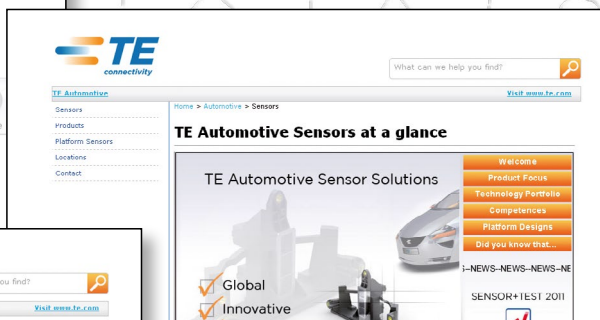 TE
connectivity
What can we help you find?
TE Automotive
Visit www.te.com
Sensors
Products
Platform Sensors
Locations
Contact
Home > Automotive > Sensors
TE Automotive Sensors at a glance
TE Automotive Sensor Solutions
Global
Innovative
Welcome
Product Focus
Technology Portfolio
Competences
Platform Designs
Did you know that...
--NEWS--NEWS--NEWS--NE
SENSOR+TEST 2011
ou find?
Visit www.te.com